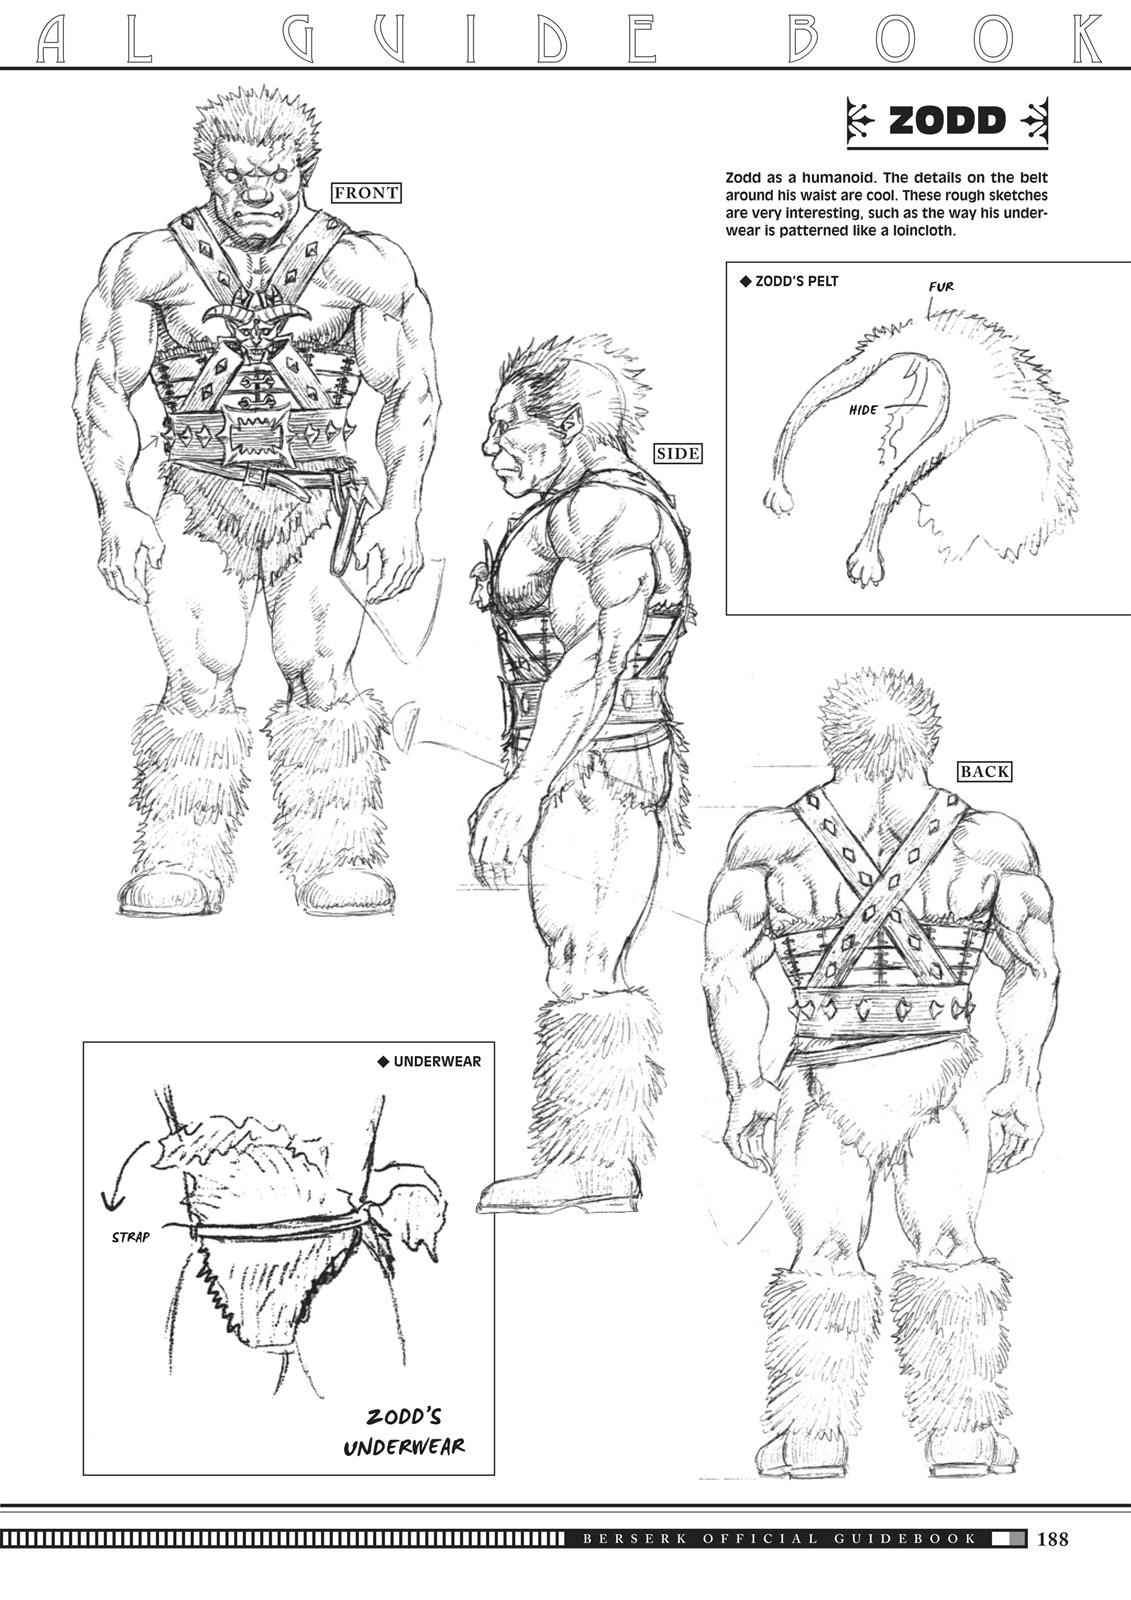 AL GUIDE BOOK
ZODD
Zodd as a humanoid. The details on the belt
around his waist are cool. These rough sketches
are very interesting, such as the way his under-
wear is patterned like a loincloth.
FRONT
◆ ZODD'S PELT
FUR
HIDE
SIDE
BACK
◆ UNDERWEAR
STRAP
ZODD'S
UNDERWEAR
BERSERK OFFICIAL GUIDEBOOK 188